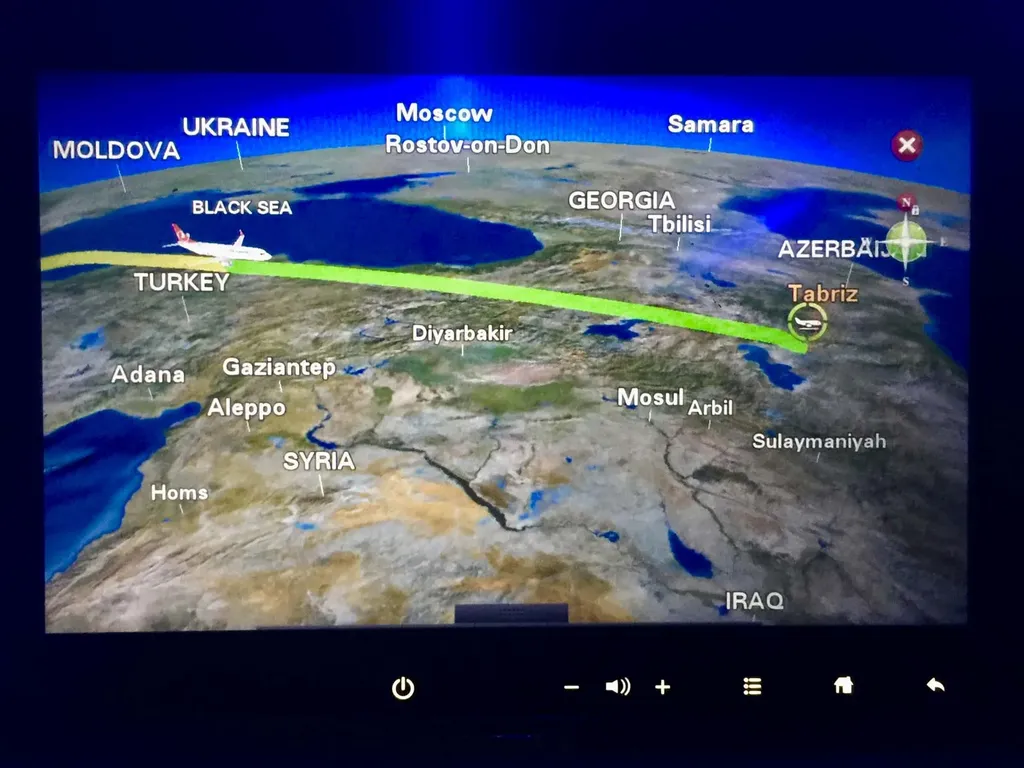 Moscow
UKRAINE
Samara
MOLDOVA
Rostov-on-Don
GEORGIA
N
BLACK SEA
Tbilisi
AZERBAIJ
E
TURKEY
S
Tabriz
Diyarbakir
Gaziantep
Adana
Mosul
Aleppo
Arbil
SYRIA
Sulaymaniyah
Homs
IRAQ